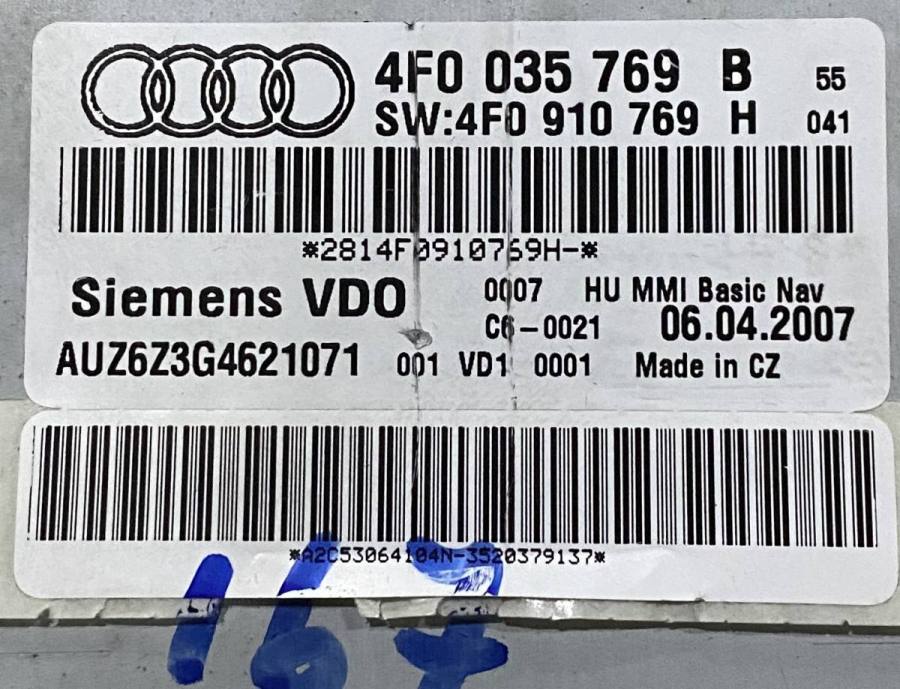 4F0 035 769 B 55
SW:4F0 910 769 H 041
*2814F0910769H-*
Siemens VDO 0007 HU MMI Basic Nav
C6-0021 06.04.2007
AUZ6Z3G4621071 001 VD1 0001 Made in CZ
*A2C53064104N-3520379137*
167